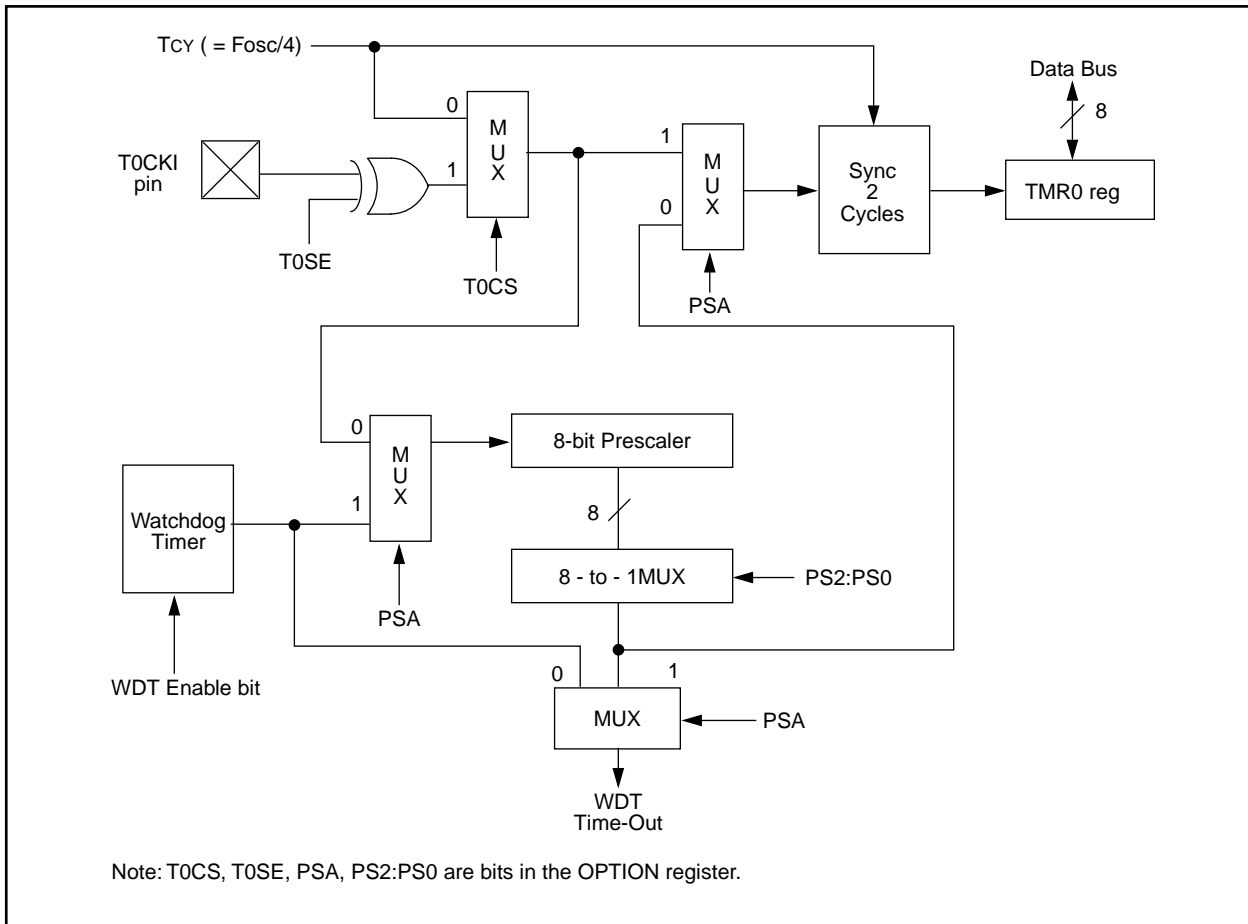 TCY ( = Fosc/4)
Data Bus
8
0
M
U
X
1
T0CKI
pin
T0SE
T0CS
1
M
U
X
0
PSA
Sync
2
Cycles
TMR0 reg
0
M
U
X
1
PSA
8-bit Prescaler
Watchdog
Timer
8
8 - to - 1MUX
PS2:PS0
WDT Enable bit
0
1
MUX
PSA
WDT
Time-Out
Note: T0CS, T0SE, PSA, PS2:PS0 are bits in the OPTION register.